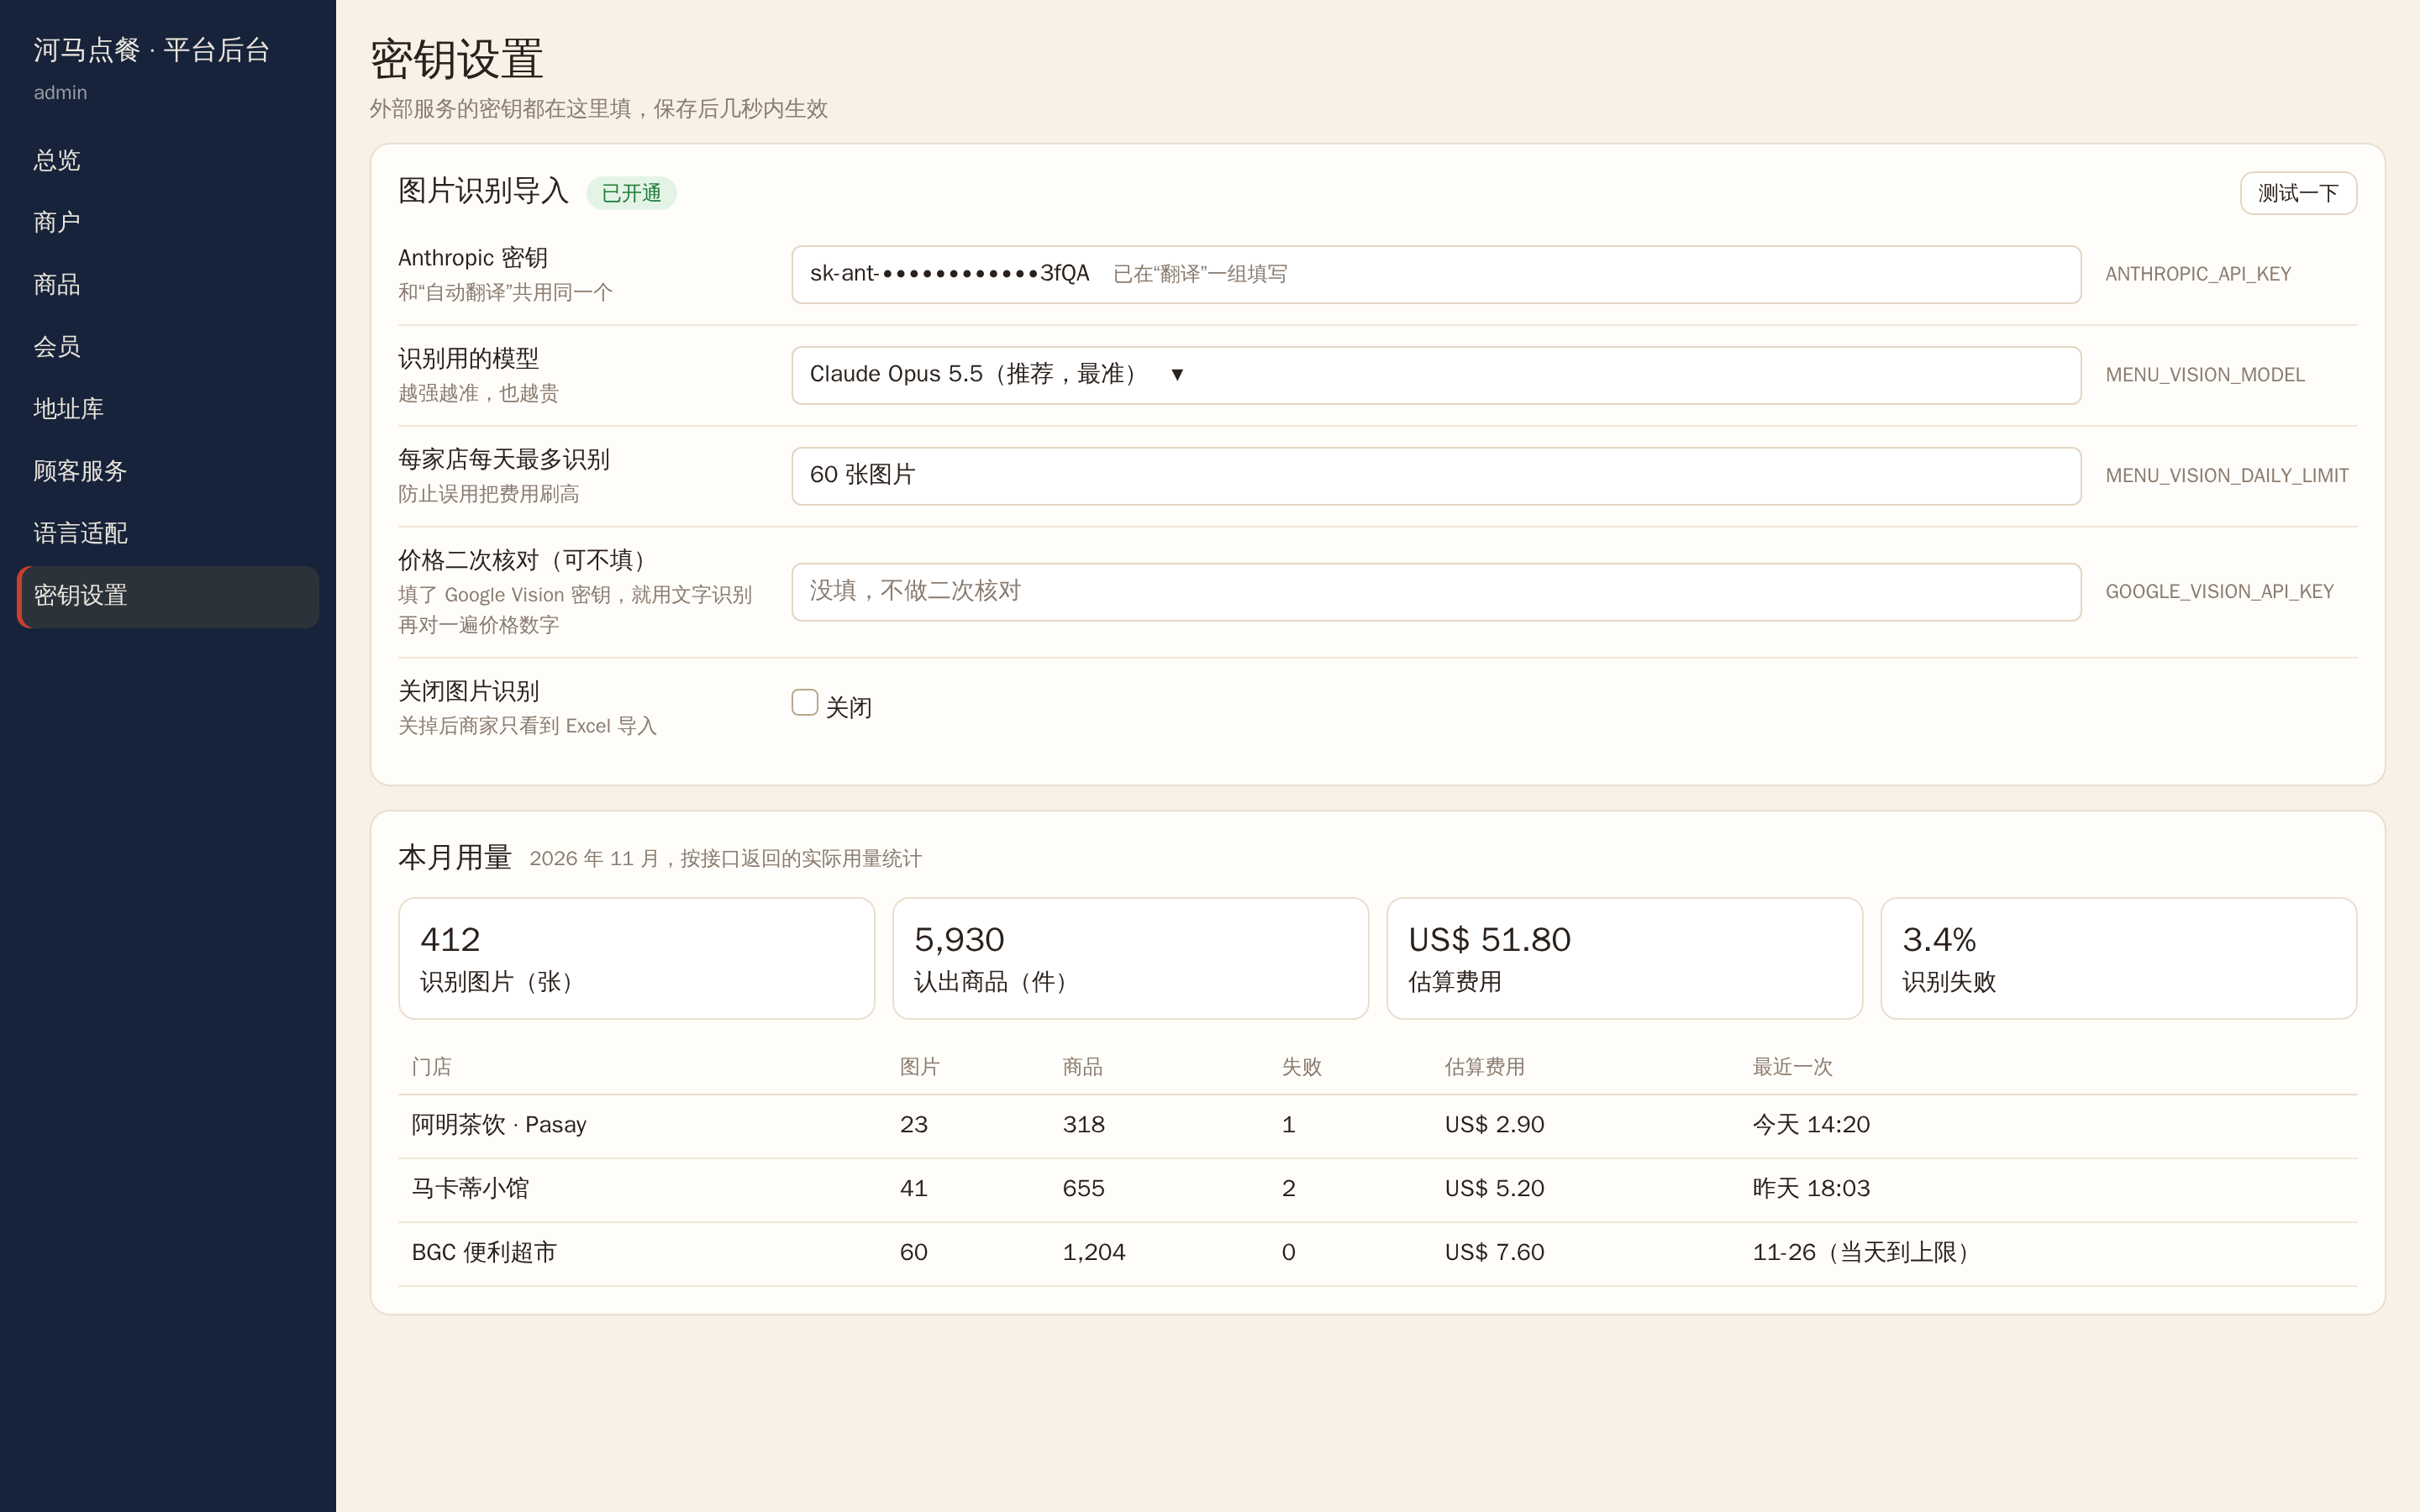 河马点餐 · 平台后台
admin
总览
商户
商品
会员
地址库
顾客服务
语言适配
密钥设置
密钥设置
外部服务的密钥都在这里填，保存后几秒内生效
图片识别导入 已开通 测试一下
Anthropic 密钥
和“自动翻译”共用同一个
sk-ant-••••••••••••3fQA 已在“翻译”一组填写
ANTHROPIC_API_KEY
识别用的模型
越强越准，也越贵
Claude Opus 5.5（推荐，最准） ▼
MENU_VISION_MODEL
每家店每天最多识别
防止误用把费用刷高
60 张图片
MENU_VISION_DAILY_LIMIT
价格二次核对（可不填）
填了 Google Vision 密钥，就用文字识别
再对一遍价格数字
没填，不做二次核对
GOOGLE_VISION_API_KEY
关闭图片识别
关掉后商家只看到 Excel 导入
关闭
本月用量 2026 年 11 月，按接口返回的实际用量统计
412
识别图片（张）
5,930
认出商品（件）
US$ 51.80
估算费用
3.4%
识别失败
门店 图片 商品 失败 估算费用 最近一次
阿明茶饮 · Pasay 23 318 1 US$ 2.90 今天 14:20
马卡蒂小馆 41 655 2 US$ 5.20 昨天 18:03
BGC 便利超市 60 1,204 0 US$ 7.60 11-26（当天到上限）